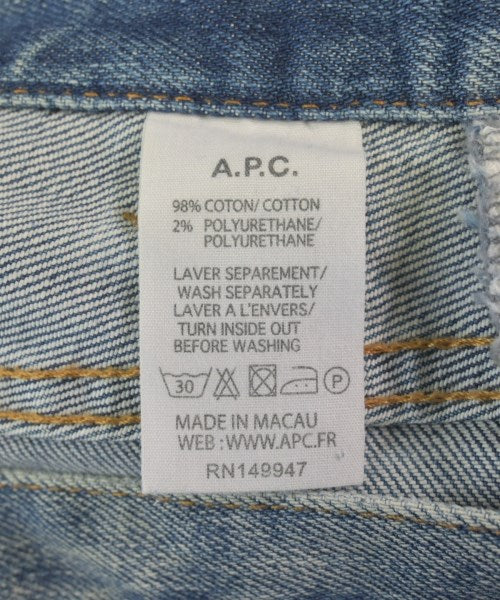 A.P.C.
98% COTON/ COTTON
2% POLYURETHANE/
POLYURETHANE
LAVER SEPAREMENT/
WASH SEPARATELY
LAVER A L'ENVERS/
TURN INSIDE OUT
BEFORE WASHING
30 P
MADE IN MACAU
WEB : WWW.APC.FR
RN149947